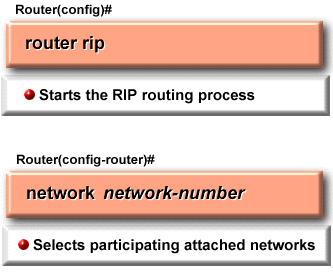 Router(config)#
router rip
Starts the RIP routing process
Router(config-router)#
network network-number
Selects participating attached networks